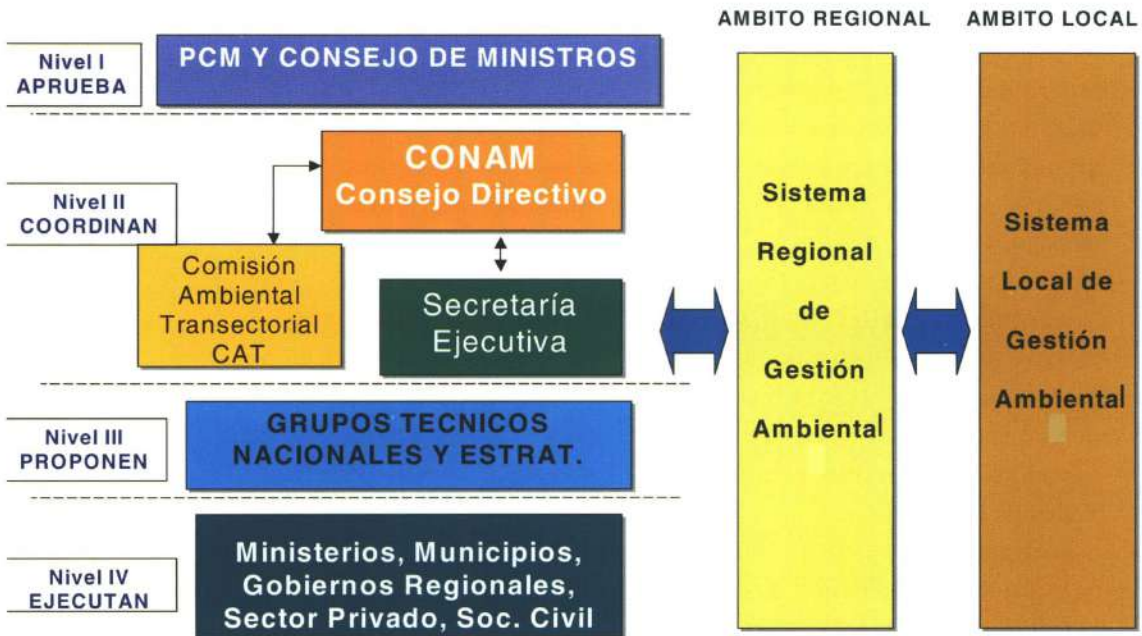 AMBITO REGIONAL
AMBITO LOCAL
Nivel I
APRUEBA
PCM Y CONSEJO DE MINISTROS
Nivel II
COORDINAN
CONAM
Consejo Directivo
Comisión
Ambiental
Transectorial
CAT
Secretaría
Ejecutiva
Nivel III
PROPONEN
GRUPOS TECNICOS
NACIONALES Y ESTRAT.
Nivel IV
EJECUTAN
Ministerios, Municipios,
Gobiernos Regionales,
Sector Privado, Soc. Civil
Sistema
Regional
de
Gestión
Ambiental
Sistema
Local de
Gestión
Ambiental